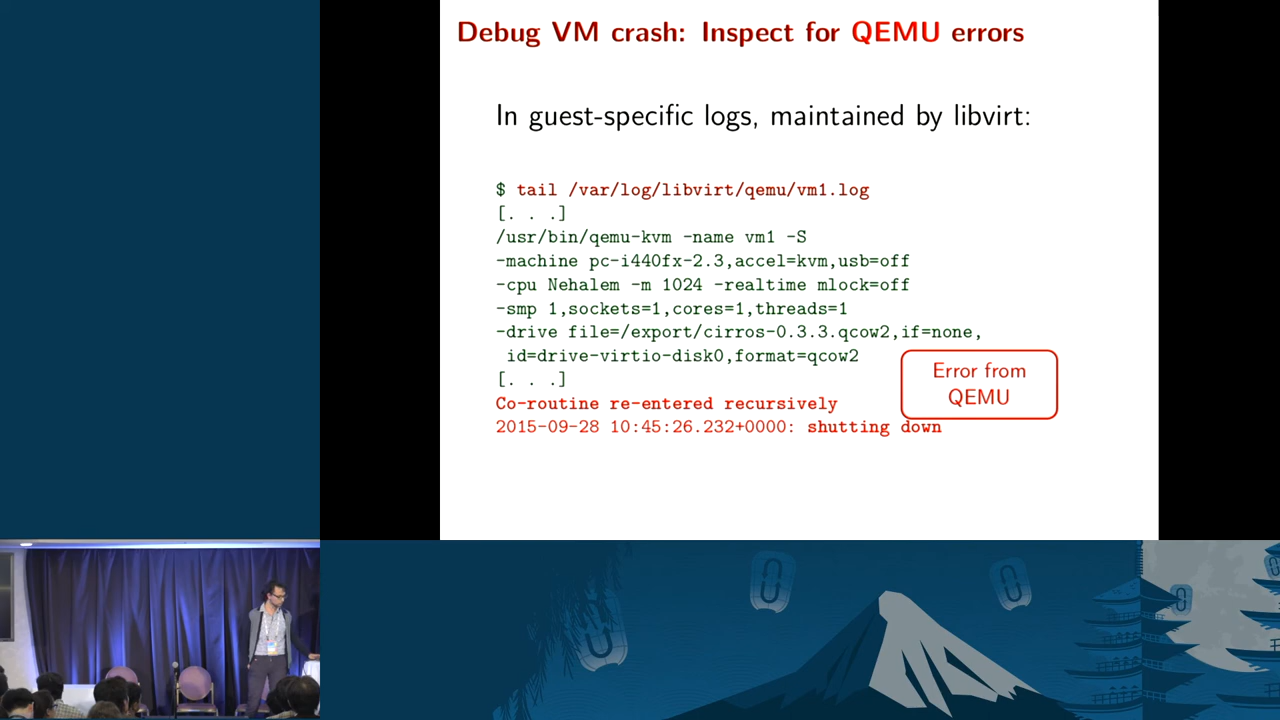 Debug VM crash: Inspect for QEMU errors
In guest-specific logs, maintained by libvirt:
$ tail /var/log/libvirt/qemu/vm1.log
[. . .]
/usr/bin/qemu-kvm -name vm1 -S
-machine pc-i440fx-2.3,accel=kvm,usb=off
-cpu Nehalem -m 1024 -realtime mlock=off
-smp 1,sockets=1,cores=1,threads=1
-drive file=/export/cirros-0.3.3.qcow2,if=none,
id=drive-virtio-disk0,format=qcow2
[. . .]
Error from
QEMU
Co-routine re-entered recursively
2015-09-28 10:45:26.232+0000: shutting down